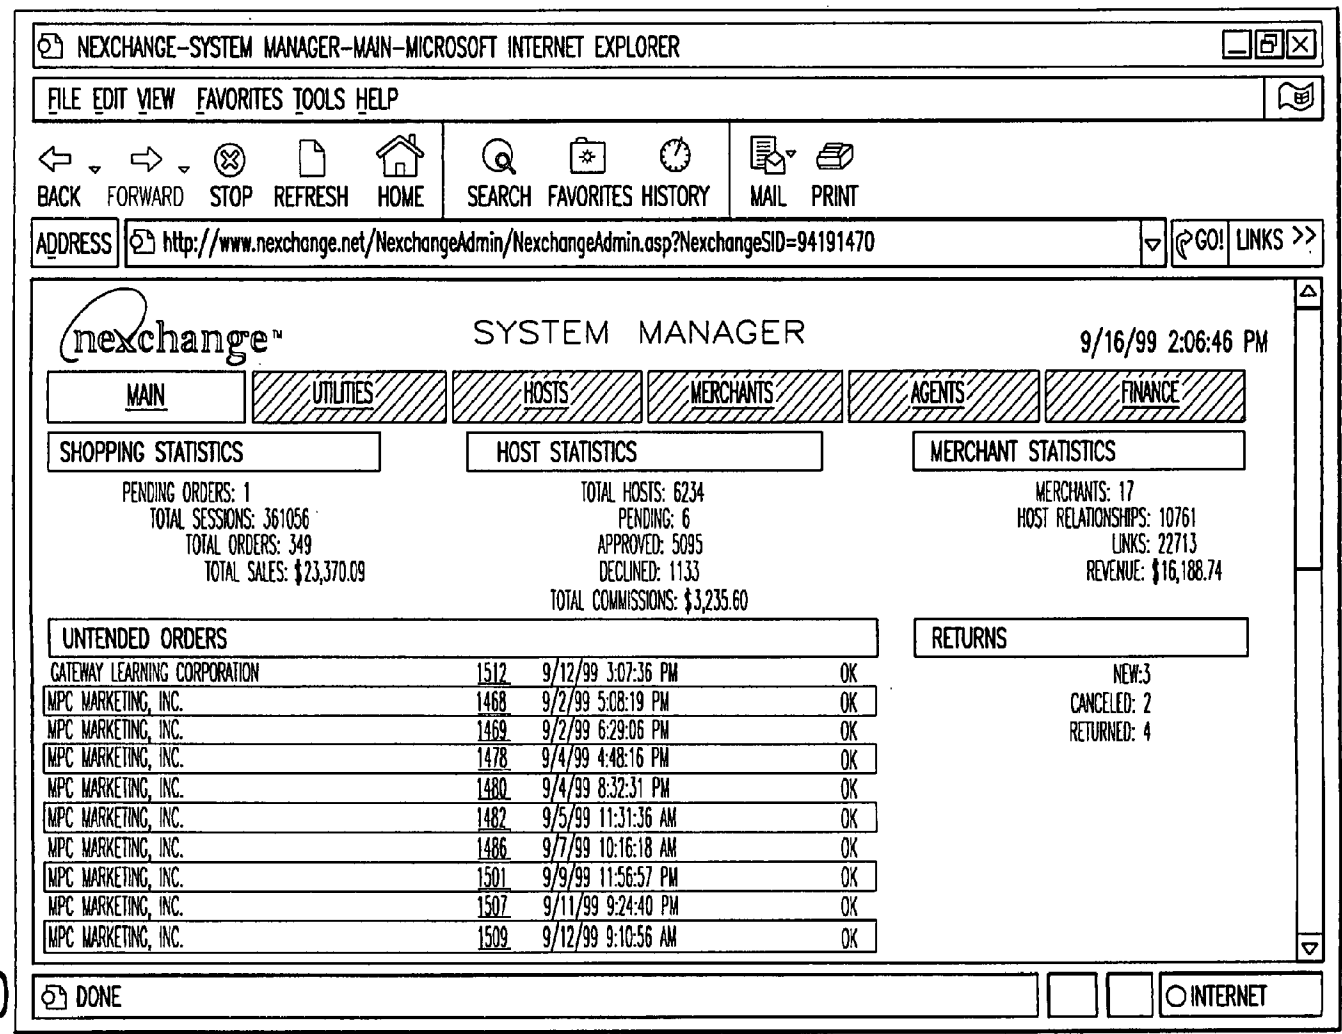 NEXCHANGE-SYSTEM MANAGER-MAIN-MICROSOFT INTERNET EXPLORER
FILE EDIT VIEW FAVORITES TOOLS HELP
BACK FORWARD STOP REFRESH HOME SEARCH FAVORITES HISTORY MAIL PRINT
ADDRESS http://www.nexchange.net/NexchangeAdmin/NexchangeAdmin.asp?NexchangeSID=94191470 GO! LINKS >>
nexchange™ SYSTEM MANAGER 9/16/99 2:06:46 PM
MAIN UTILITIES HOSTS MERCHANTS AGENTS FINANCE
SHOPPING STATISTICS HOST STATISTICS MERCHANT STATISTICS
PENDING ORDERS: 1 TOTAL HOSTS: 6234 MERCHANTS: 17
TOTAL SESSIONS: 361056 PENDING: 6 HOST RELATIONSHIPS: 10761
TOTAL ORDERS: 349 APPROVED: 5095 LINKS: 22713
TOTAL SALES: $23,370.09 DECLINED: 1133 REVENUE: $16,188.74
TOTAL COMMISSIONS: $3,235.60
UNTENDED ORDERS RETURNS
GATEWAY LEARNING CORPORATION 1512 9/12/99 3:07:36 PM OK NEW:3
MPC MARKETING, INC. 1468 9/2/99 5:08:19 PM OK CANCELED: 2
MPC MARKETING, INC. 1469 9/2/99 6:29:06 PM OK RETURNED: 4
MPC MARKETING, INC. 1478 9/4/99 4:48:16 PM OK
MPC MARKETING, INC. 1480 9/4/99 8:32:31 PM OK
MPC MARKETING, INC. 1482 9/5/99 11:31:36 AM OK
MPC MARKETING, INC. 1486 9/7/99 10:16:18 AM OK
MPC MARKETING, INC. 1501 9/9/99 11:56:57 PM OK
MPC MARKETING, INC. 1507 9/11/99 9:24:40 PM OK
MPC MARKETING, INC. 1509 9/12/99 9:10:56 AM OK
DONE INTERNET